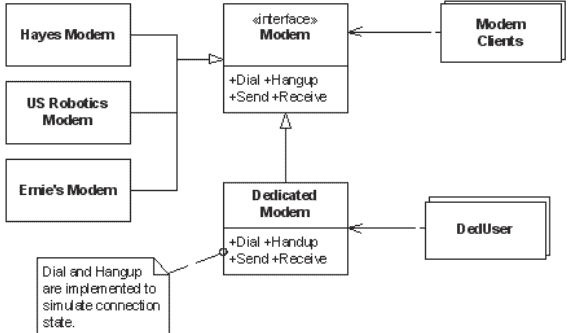 Hayes Modem
US Robotics
Modem
Ernie's Modem
«interface»
Modem
+Dial +Hangup
+Send +Receive
Modem
Clients
Dedicated
Modem
+Dial +Handup
+Send +Receive
DedUser
Dial and Hangup
are implemented to
simulate connection
state.